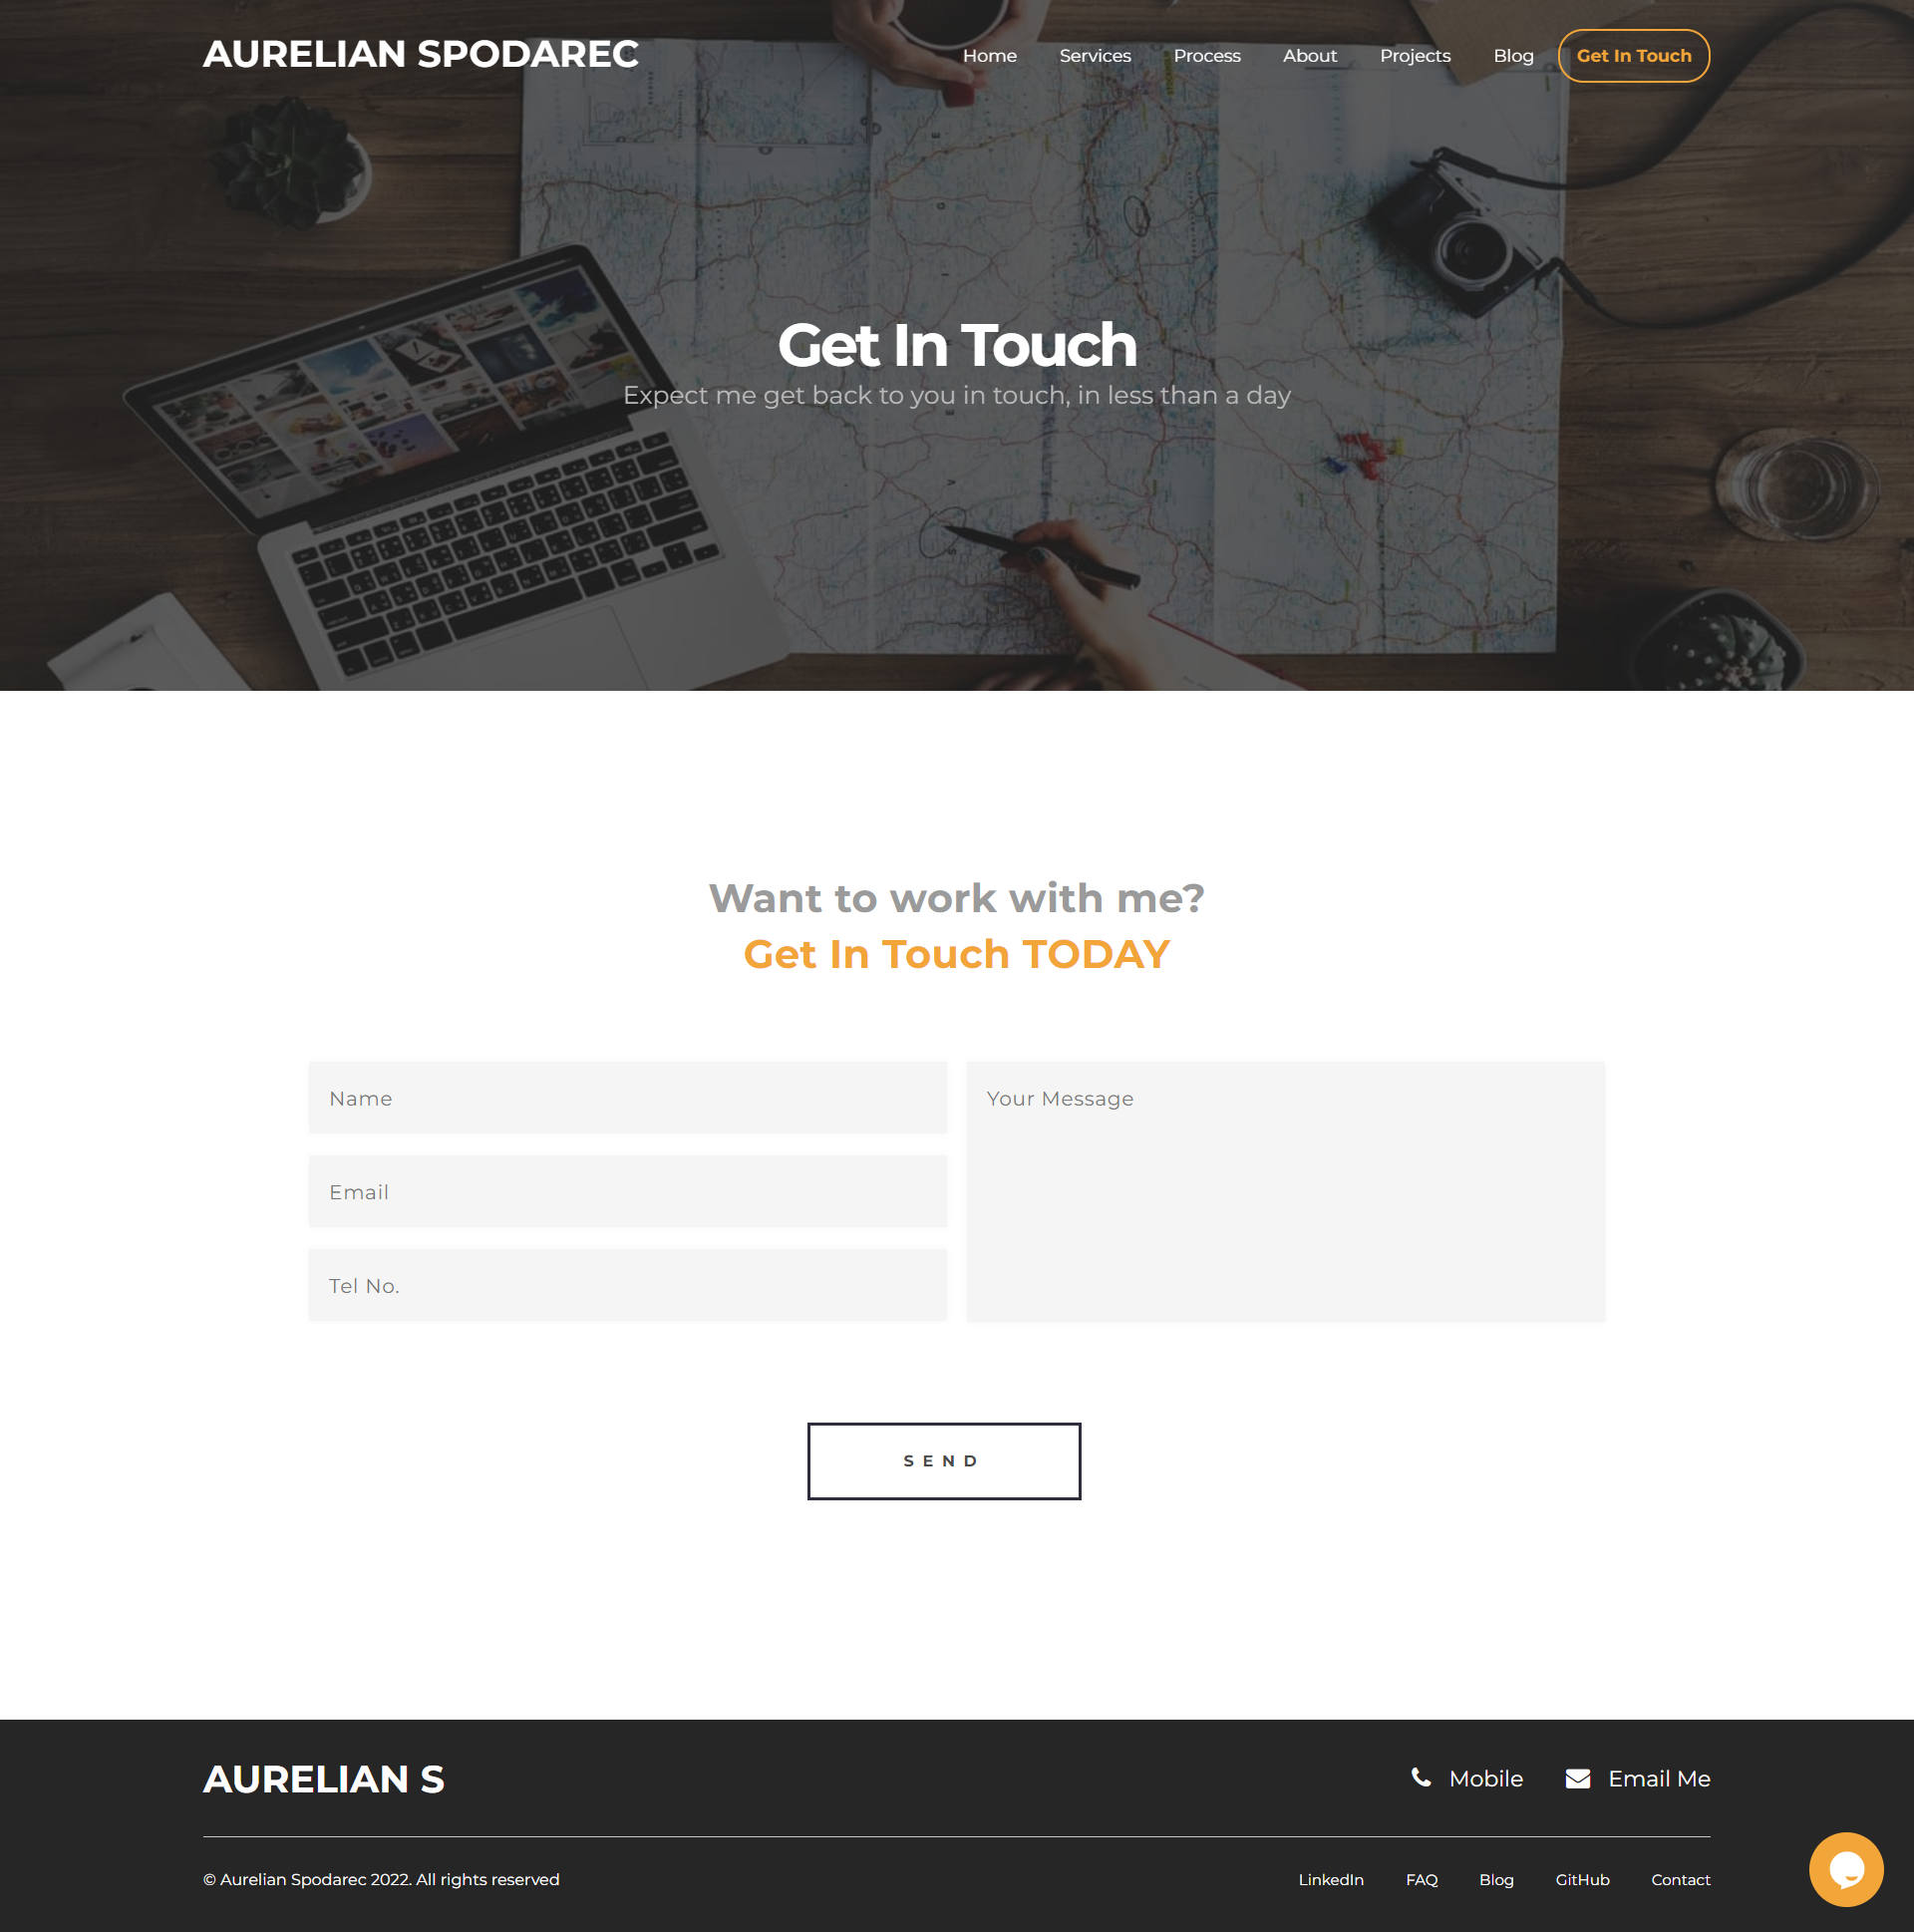 AURELIAN SPODAREC
Home Services Process About Projects Blog Get In Touch
Get In Touch
Expect me get back to you in touch, in less than a day
Want to work with me?
Get In Touch TODAY
Name
Your Message
Email
Tel No.
SEND
AURELIAN S
Mobile Email Me
© Aurelian Spodarec 2022. All rights reserved
LinkedIn FAQ Blog GitHub Contact